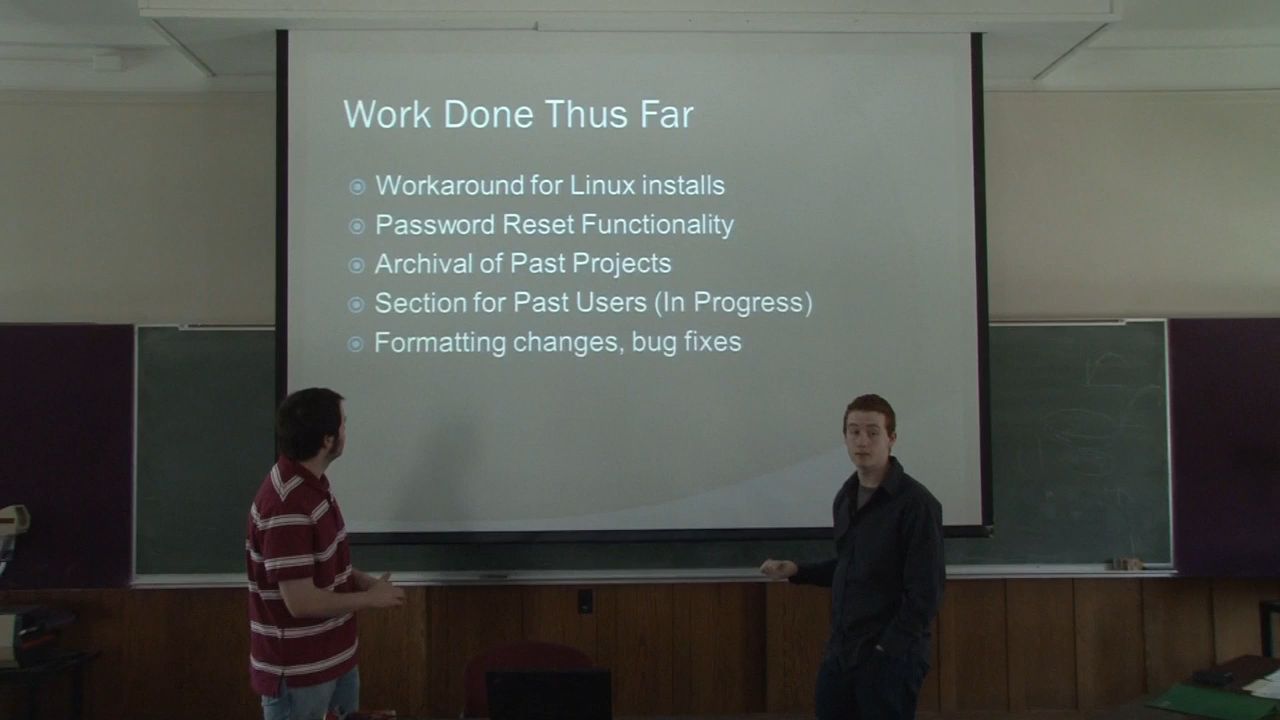 Work Done Thus Far
Workaround for Linux installs
Password Reset Functionality
Archival of Past Projects
Section for Past Users (In Progress)
Formatting changes, bug fixes